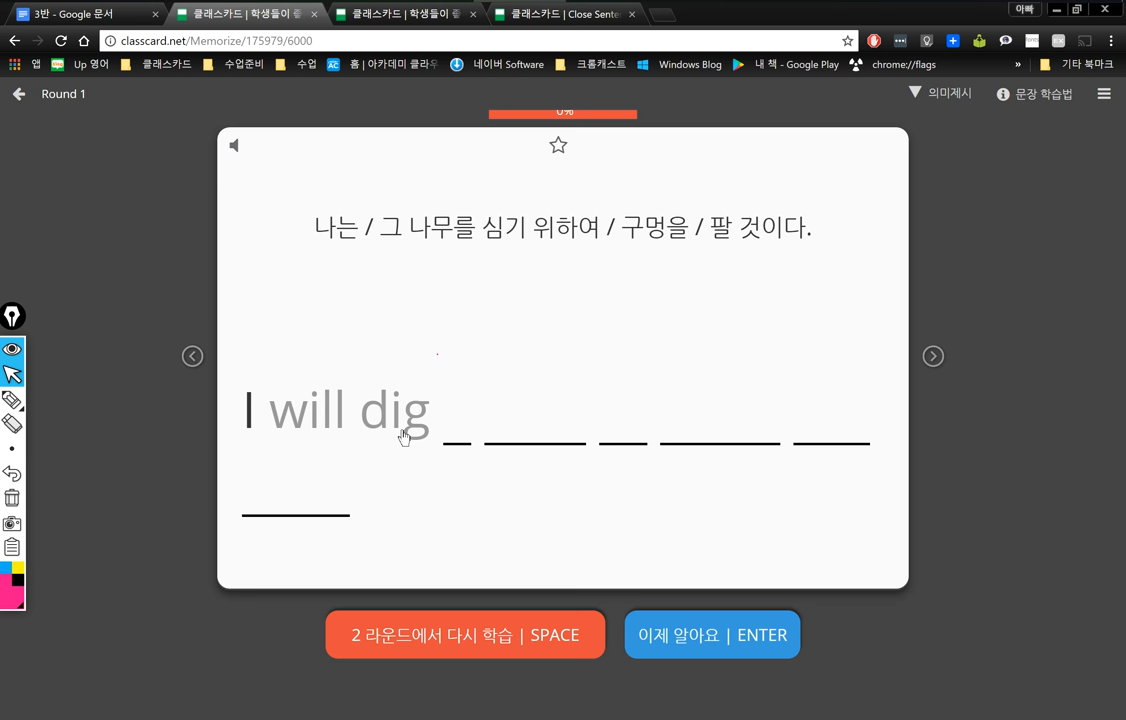 3반 - Google 문서
클래스카드 | 학생들이 좋
클래스카드 | 학생들이 좋
클래스카드 | Close Sente
아빠
classcard.net/Memorize/175979/6000
앱
Up 영어
클래스카드
수업준비
수업
AC
홈 | 아카데미 클라우
네이버 Software
크롬캐스트
Windows Blog
내 책 - Google Play
chrome://flags
»
기타 북마크
Round 1
의미제시
문장 학습법
0%
나는 / 그 나무를 심기 위하여 / 구멍을 / 팔 것이다.
I will dig
2 라운드에서 다시 학습 | SPACE
이제 알아요 | ENTER